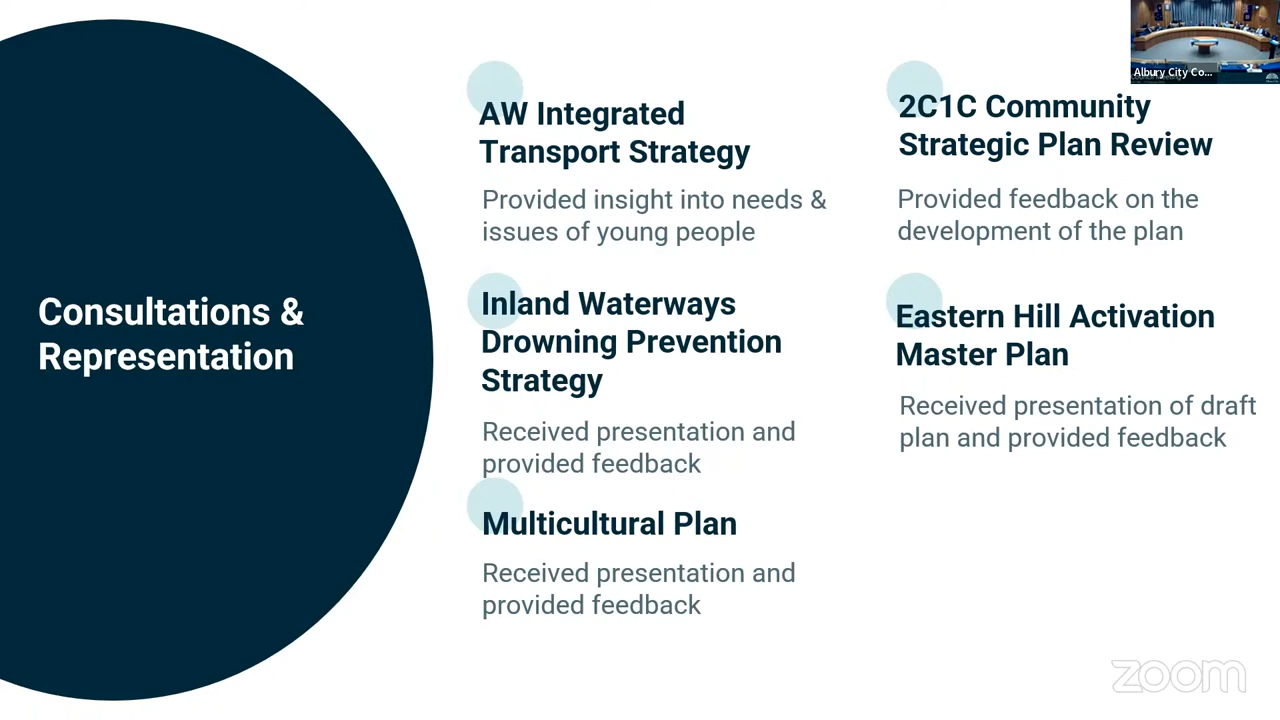 Consultations &
Representation
AW Integrated
Transport Strategy
Provided insight into needs &
issues of young people
Inland Waterways
Drowning Prevention
Strategy
Received presentation and
provided feedback
Multicultural Plan
Received presentation and
provided feedback
2C1C Community
Strategic Plan Review
Provided feedback on the
development of the plan
Eastern Hill Activation
Master Plan
Received presentation of draft
plan and provided feedback
Albury City Co...
zoom